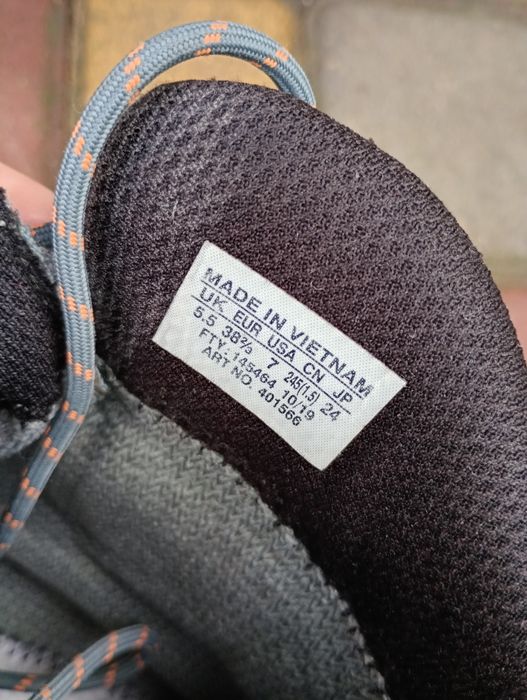 MADE IN VIETNAM
UK EUR USA CN JP
5.5 38⅔ 7 245(1.5) 24
FTY. 145464 10/19
ART NO. 401566